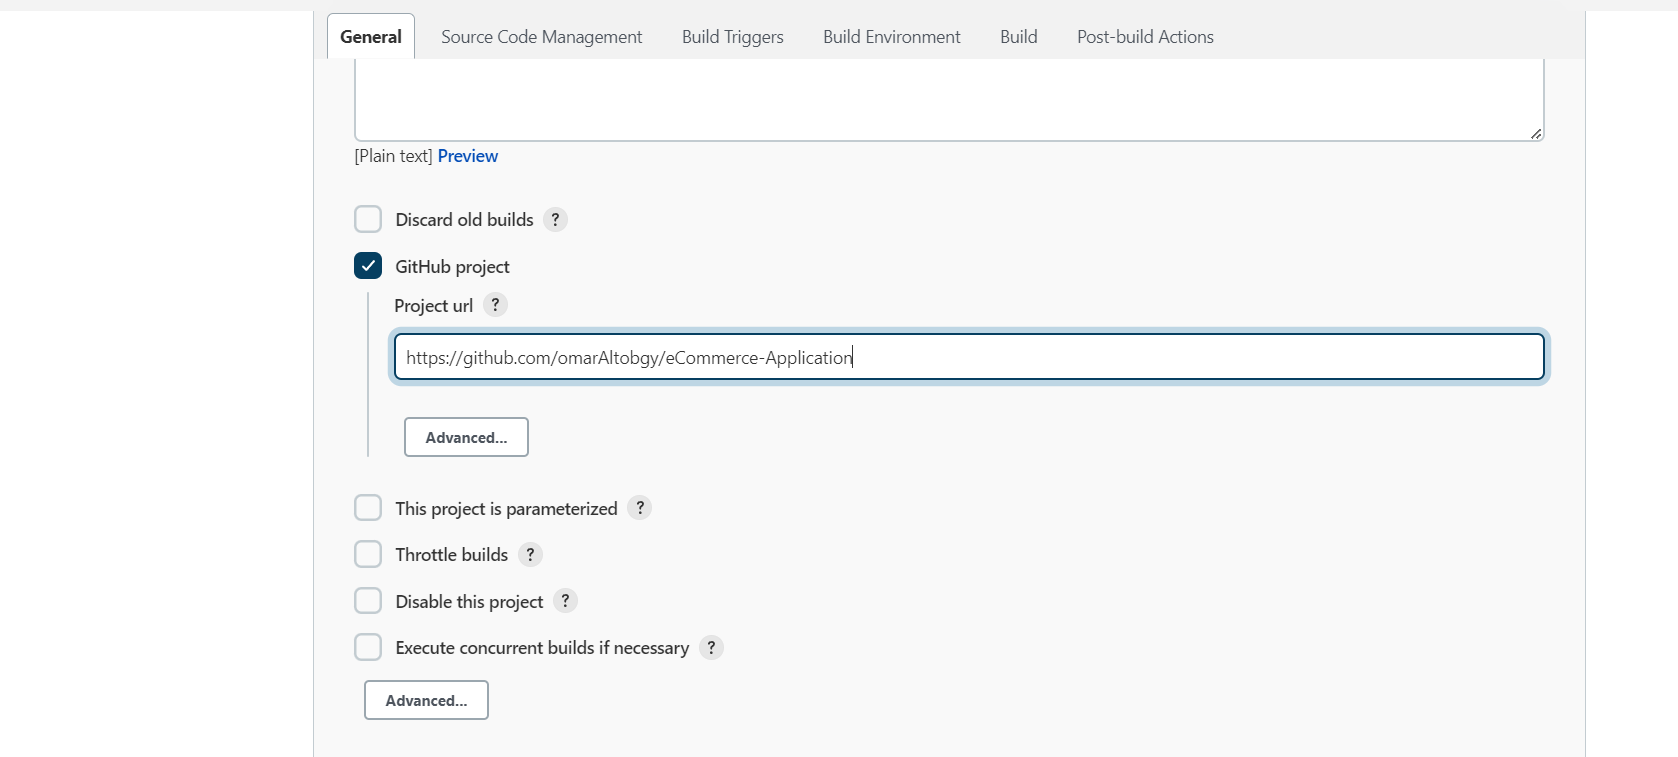 General Source Code Management Build Triggers Build Environment Build Post-build Actions
[Plain text] Preview
Discard old builds ?
GitHub project
Project url ?
https://github.com/omarAltobgy/eCommerce-Application
Advanced...
This project is parameterized ?
Throttle builds ?
Disable this project ?
Execute concurrent builds if necessary ?
Advanced...